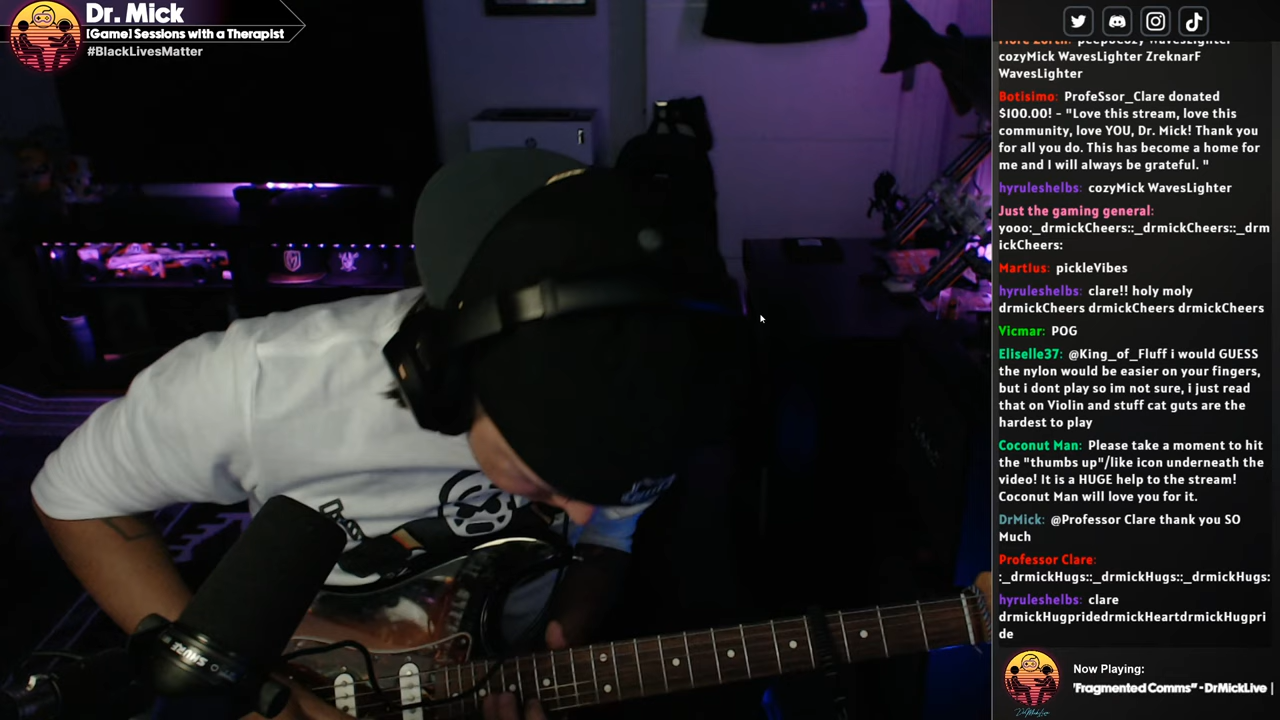 Dr. Mick
[Game] Sessions with a Therapist
#BlackLivesMatter
cozyMick WavesLighter ZreknarF
WavesLighter
Botisimo: ProfeSsor_Clare donated
$100.00! - "Love this stream, love this
community, love YOU, Dr. Mick! Thank you
for all you do. This has become a home for
me and I will always be grateful. "
hyruleshelbs: cozyMick WavesLighter
Just the gaming general:
yooo:_drmickCheers::_drmickCheers::_drm
ickCheers:
Martius: pickleVibes
hyruleshelbs: clare!! holy moly
drmickCheers drmickCheers drmickCheers
Vicmar: POG
Eliselle37: @King_of_Fluff i would GUESS
the nylon would be easier on your fingers,
but i dont play so im not sure, i just read
that on Violin and stuff cat guts are the
hardest to play
Coconut Man: Please take a moment to hit
the "thumbs up"/like icon underneath the
video! It is a HUGE help to the stream!
Coconut Man will love you for it.
DrMick: @Professor Clare thank you SO
Much
Professor Clare:
:_drmickHugs::_drmickHugs::_drmickHugs:
hyruleshelbs: clare
drmickHugpridedrmickHeartdrmickHugpri
de
SHURE
Now Playing:
"Fragmented Comms" - DrMickLive |
DrMickLive